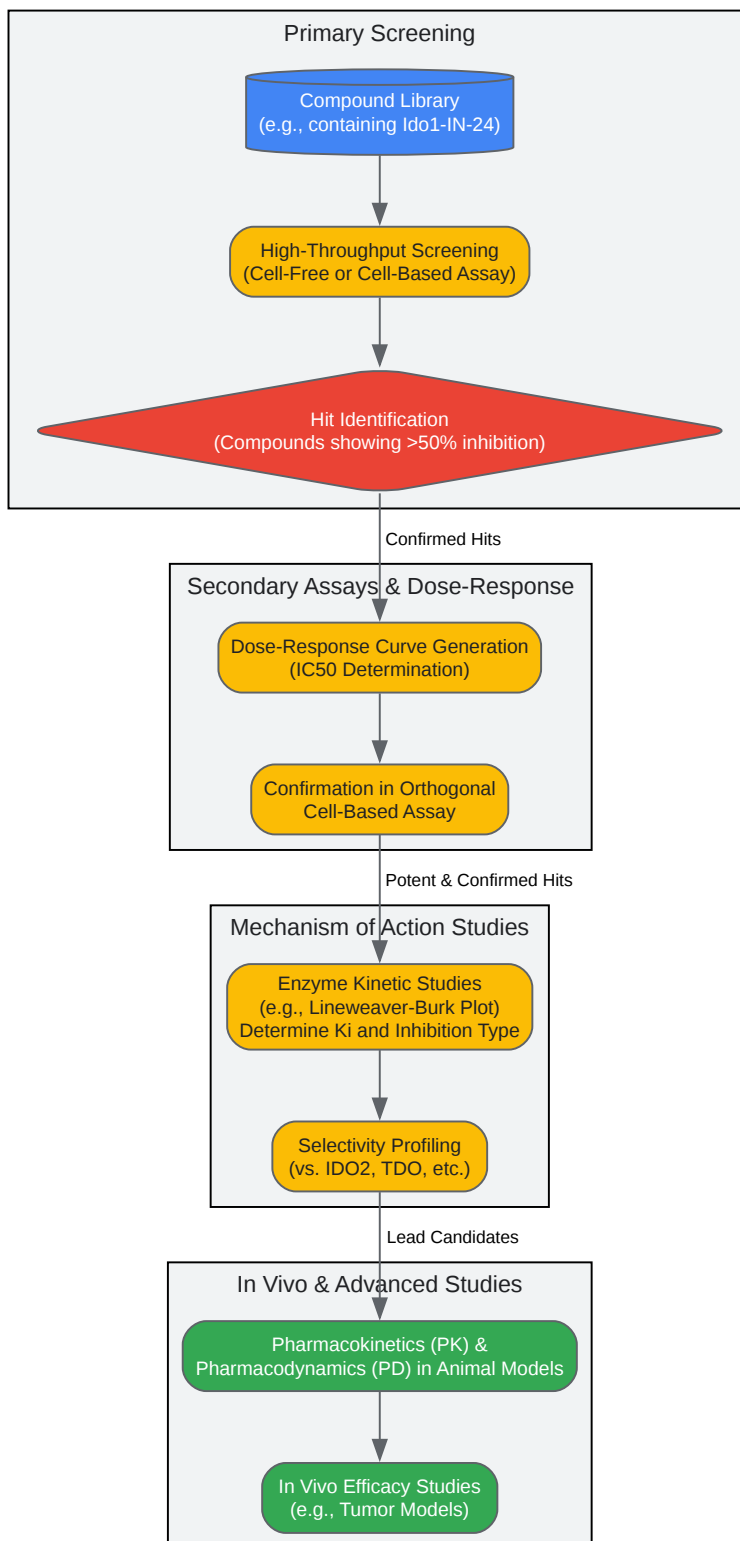 Primary Screening
Compound Library
(e.g., containing Ido1-IN-24)
High-Throughput Screening
(Cell-Free or Cell-Based Assay)
Hit Identification
(Compounds showing >50% inhibition)
Confirmed Hits
Secondary Assays & Dose-Response
Dose-Response Curve Generation
(IC50 Determination)
Confirmation in Orthogonal
Cell-Based Assay
Potent & Confirmed Hits
Mechanism of Action Studies
Enzyme Kinetic Studies
(e.g., Lineweaver-Burk Plot)
Determine Ki and Inhibition Type
Selectivity Profiling
(vs. IDO2, TDO, etc.)
Lead Candidates
In Vivo & Advanced Studies
Pharmacokinetics (PK) &
Pharmacodynamics (PD) in Animal Models
In Vivo Efficacy Studies
(e.g., Tumor Models)